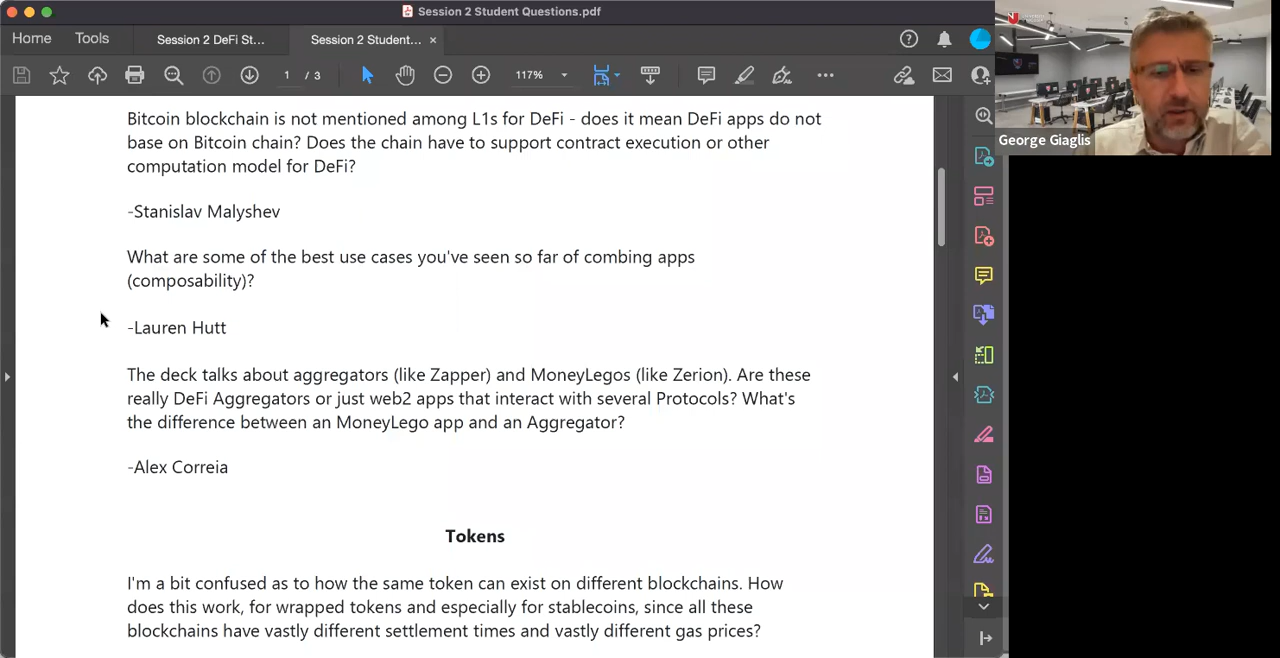 Session 2 Student Questions.pdf
Home
Tools
Session 2 DeFi St...
Session 2 Student... ×
1 / 3
117%
Bitcoin blockchain is not mentioned among L1s for DeFi - does it mean DeFi apps do not
base on Bitcoin chain? Does the chain have to support contract execution or other
computation model for DeFi?
-Stanislav Malyshev
What are some of the best use cases you've seen so far of combing apps
(composability)?
-Lauren Hutt
The deck talks about aggregators (like Zapper) and MoneyLegos (like Zerion). Are these
really DeFi Aggregators or just web2 apps that interact with several Protocols? What's
the difference between an MoneyLego app and an Aggregator?
-Alex Correia
Tokens
I'm a bit confused as to how the same token can exist on different blockchains. How
does this work, for wrapped tokens and especially for stablecoins, since all these
blockchains have vastly different settlement times and vastly different gas prices?
George Giaglis